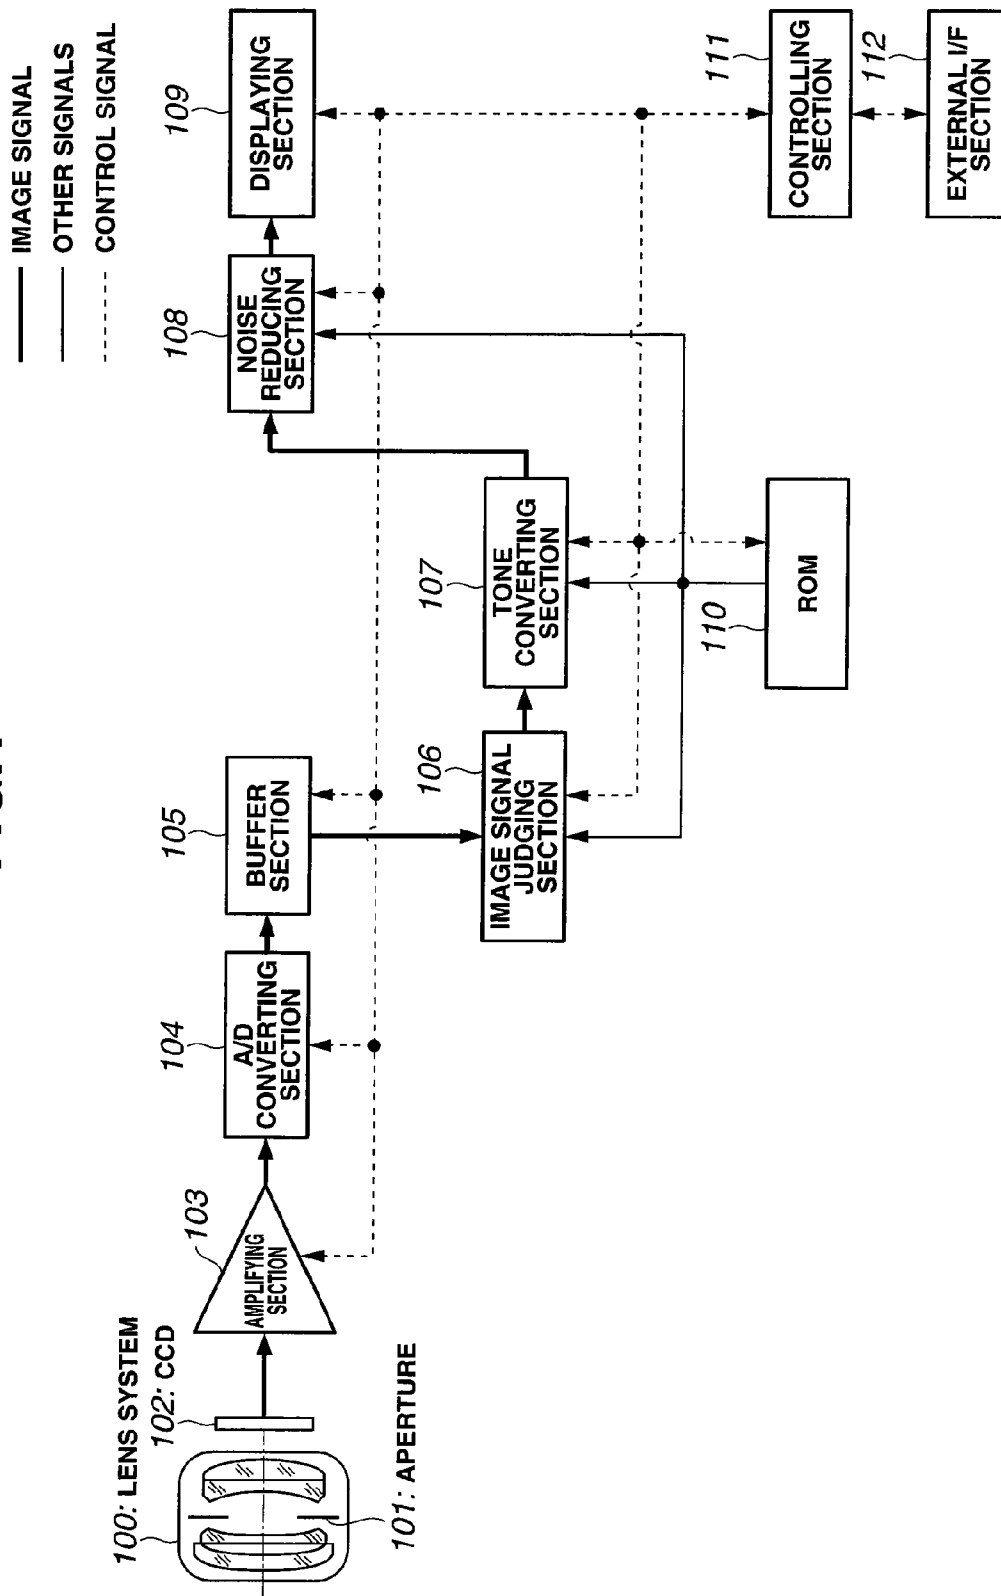 IMAGE SIGNAL
OTHER SIGNALS
CONTROL SIGNAL
100: LENS SYSTEM
102: CCD
101: APERTURE
103
AMPLIFYING
SECTION
104
A/D
CONVERTING
SECTION
105
BUFFER
SECTION
106
IMAGE SIGNAL
JUDGING
SECTION
107
TONE
CONVERTING
SECTION
108
NOISE
REDUCING
SECTION
109
DISPLAYING
SECTION
110
ROM
111
CONTROLLING
SECTION
112
EXTERNAL I/F
SECTION